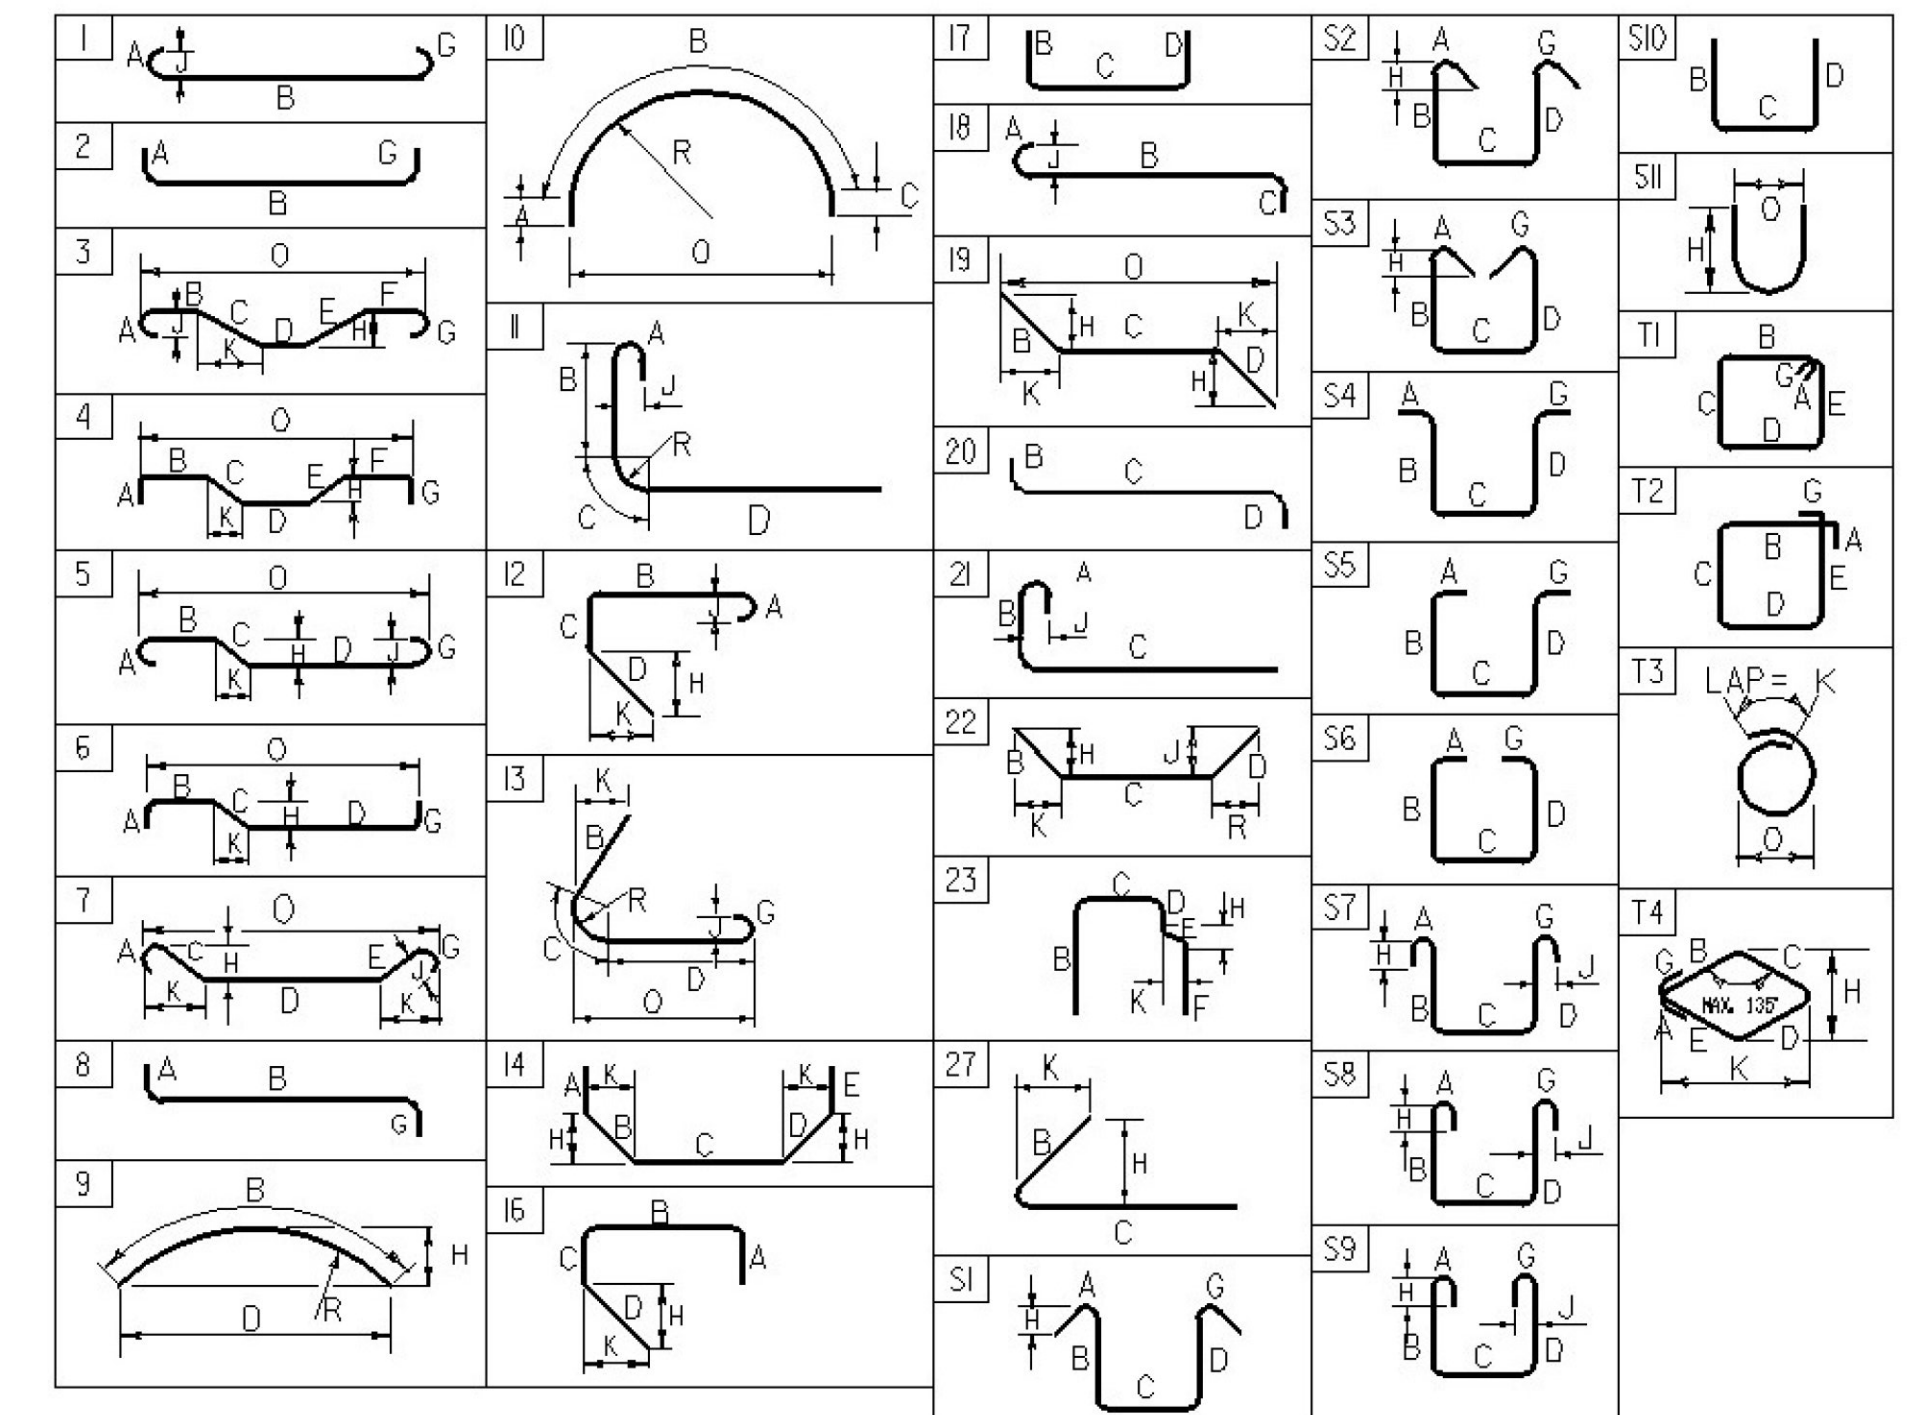 1
A J G
B
2
A G
B
3
O
B C D E F
A J K H G
4
O
B C E F
A K D H G
5
O
B C H D J
A K G
6
O
B C H D
A K G
7
O
A C H E G
K D K J
8
A B
G
9
B
H
O R
10
B
R
A C
O
11
A
B J
R
C D
12
B
C J A
D H
K
13
K
B
R J G
C D
O
14
A K K E
H B C D H
16
B
C A
D H
K
17
B C D
18
A J B
C
19
O
B H C K
K H D
20
B C
D
21
A
B J
C
22
B H J D
K C R
23
C D H
B E
K F
27
K
B H
C
S1
A G
H
B D
C
S2
A G
H
B C D
S3
A G
H
B C D
S4
A G
B D
C
S5
A G
B D
C
S6
A G
B D
C
S7
A G
H J
B C D
S8
A G
H J
B C D
S9
A G
H J
B C D
S10
B D
C
S11
O
H
T1
B
G
C A E
D
T2
G
B A
C E
D
T3
LAP = K
O
T4
G B C
MAX. 135°
H
A E D
K